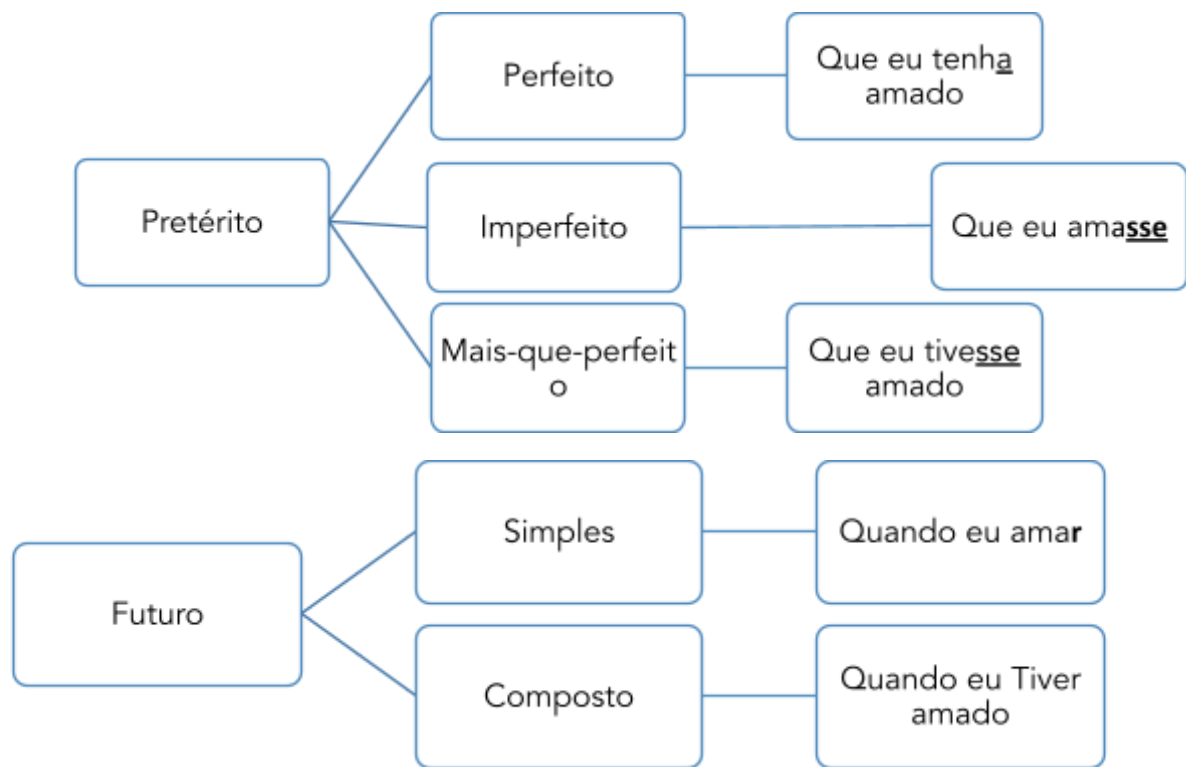 Pretérito
Perfeito
Que eu tenha
amado
Imperfeito
Que eu amasse
Mais-que-perfeit
o
Que eu tivesse
amado
Futuro
Simples
Quando eu amar
Composto
Quando eu Tiver
amado